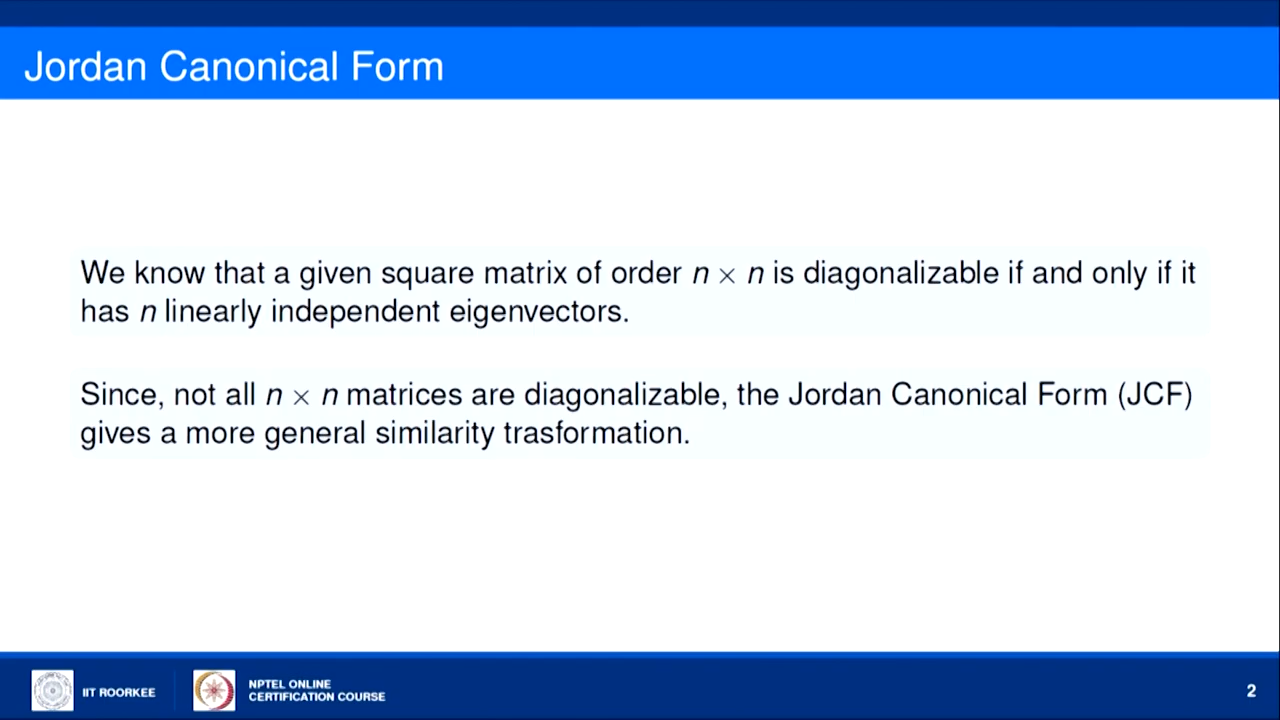 Jordan Canonical Form
We know that a given square matrix of order n × n is diagonalizable if and only if it
has n linearly independent eigenvectors.
Since, not all n × n matrices are diagonalizable, the Jordan Canonical Form (JCF)
gives a more general similarity trasformation.
IIT ROORKEE
NPTEL ONLINE
CERTIFICATION COURSE
2